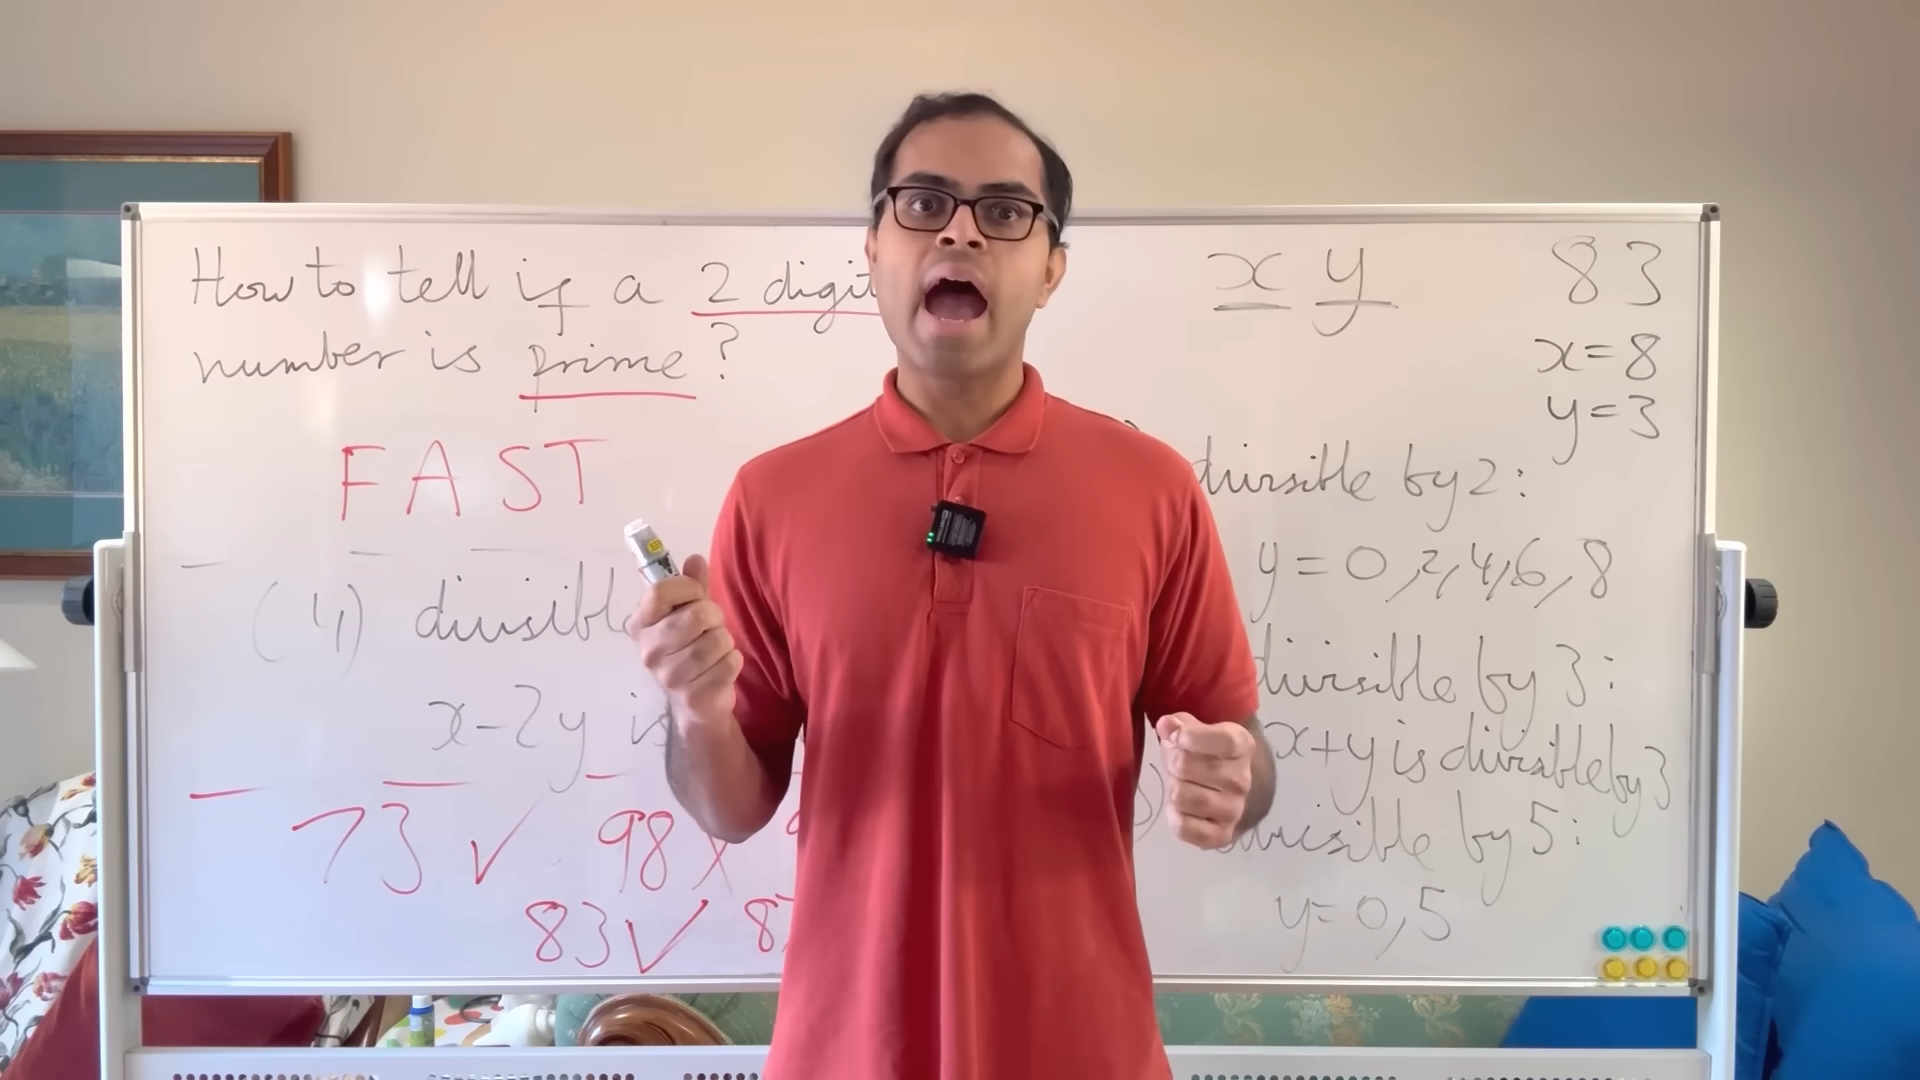 How to tell if a 2 digit
number is prime?
FAST
(4) divisible
x-2y is
73 ✓ 98 X
83 ✓ 8
x y
83
x=8
y=3
divisible by 2:
y=0,2,4,6,8
divisible by 3:
x+y is divisible by 3
divisible by 5:
y=0,5